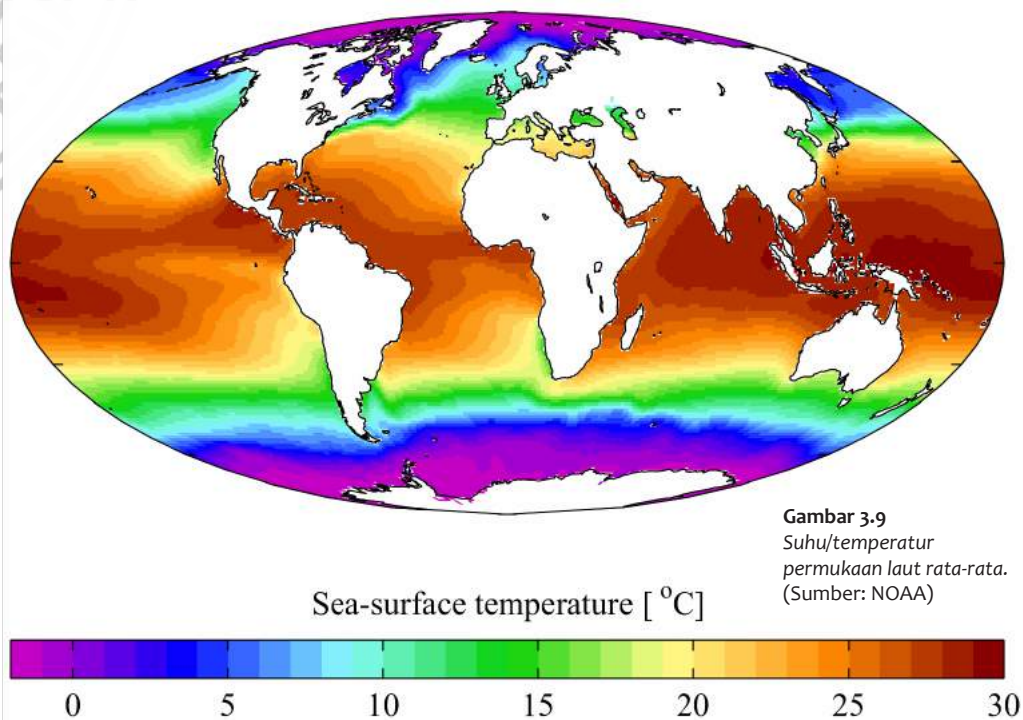 Gambar 3.9
Suhu/temperatur
permukaan laut rata-rata.
(Sumber: NOAA)
Sea-surface temperature [ °C]
0 5 10 15 20 25 30